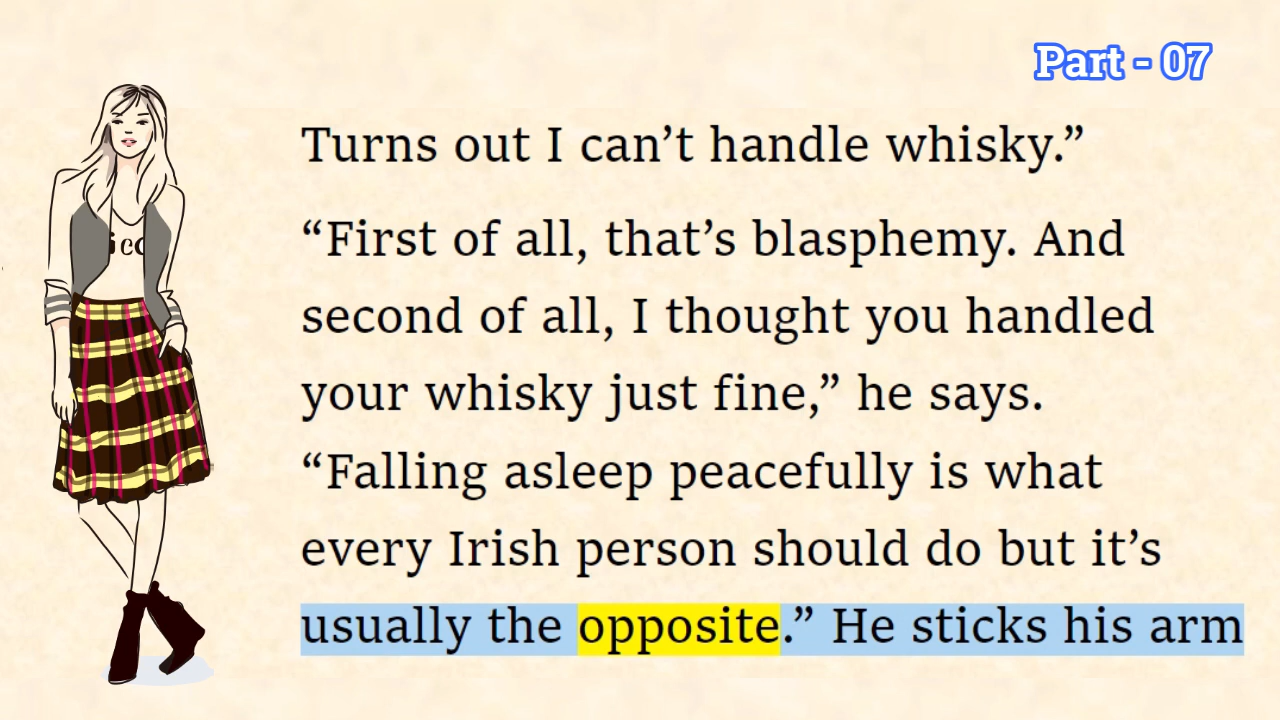 Part - 07
Turns out I can’t handle whisky.”
“First of all, that’s blasphemy. And
second of all, I thought you handled
your whisky just fine,” he says.
“Falling asleep peacefully is what
every Irish person should do but it’s
usually the opposite.” He sticks his arm